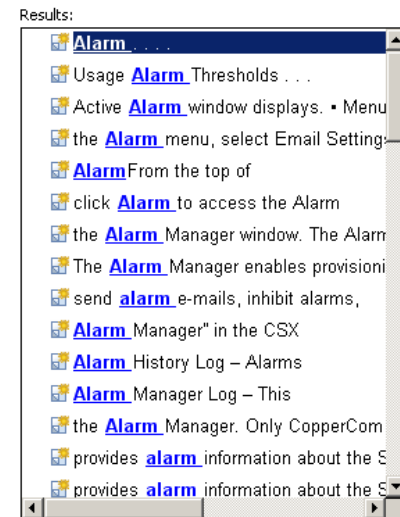 Results:
Alarm . . . .
Usage Alarm Thresholds . . .
Active Alarm window displays. • Menu
the Alarm menu, select Email Settings
AlarmFrom the top of
click Alarm to access the Alarm
the Alarm Manager window. The Alarm
The Alarm Manager enables provisioni
send alarm e-mails, inhibit alarms,
Alarm Manager" in the CSX
Alarm History Log – Alarms
Alarm Manager Log – This
the Alarm Manager. Only CopperCom
provides alarm information about the S
provides alarm information about the S